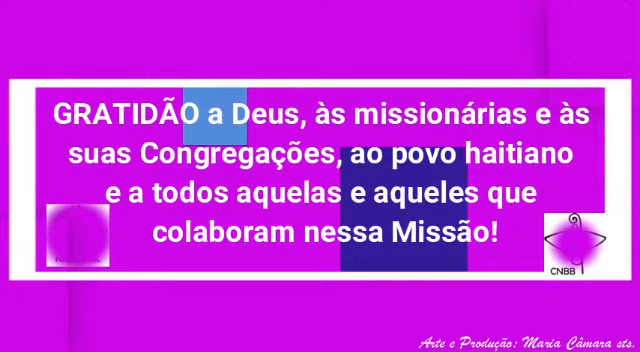 GRATIDÃO a Deus, às missionárias e às
suas Congregações, ao povo haitiano
e a todos aquelas e aqueles que
colaboram nessa Missão!
CNBB
Arte e Produção: Maria Câmara sts.